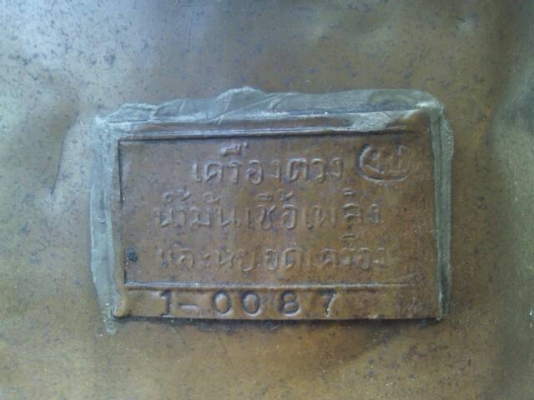 เครื่องตวง
น้ำมันเชื้อเพลิง
และหยอดเครื่อง
1-0087